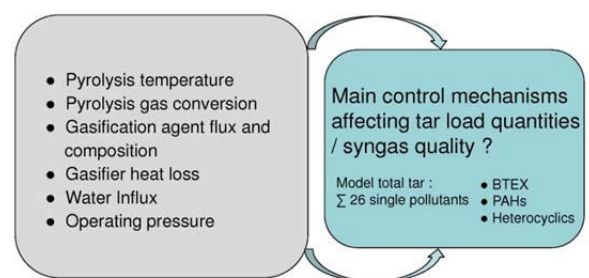 ● Pyrolysis temperature
● Pyrolysis gas conversion
● Gasification agent flux and
composition
● Gasifier heat loss
● Water Influx
● Operating pressure
Main control mechanisms
affecting tar load quantities
/ syngas quality ?
Model total tar :
∑ 26 single pollutants
● BTEX
● PAHs
● Heterocyclics